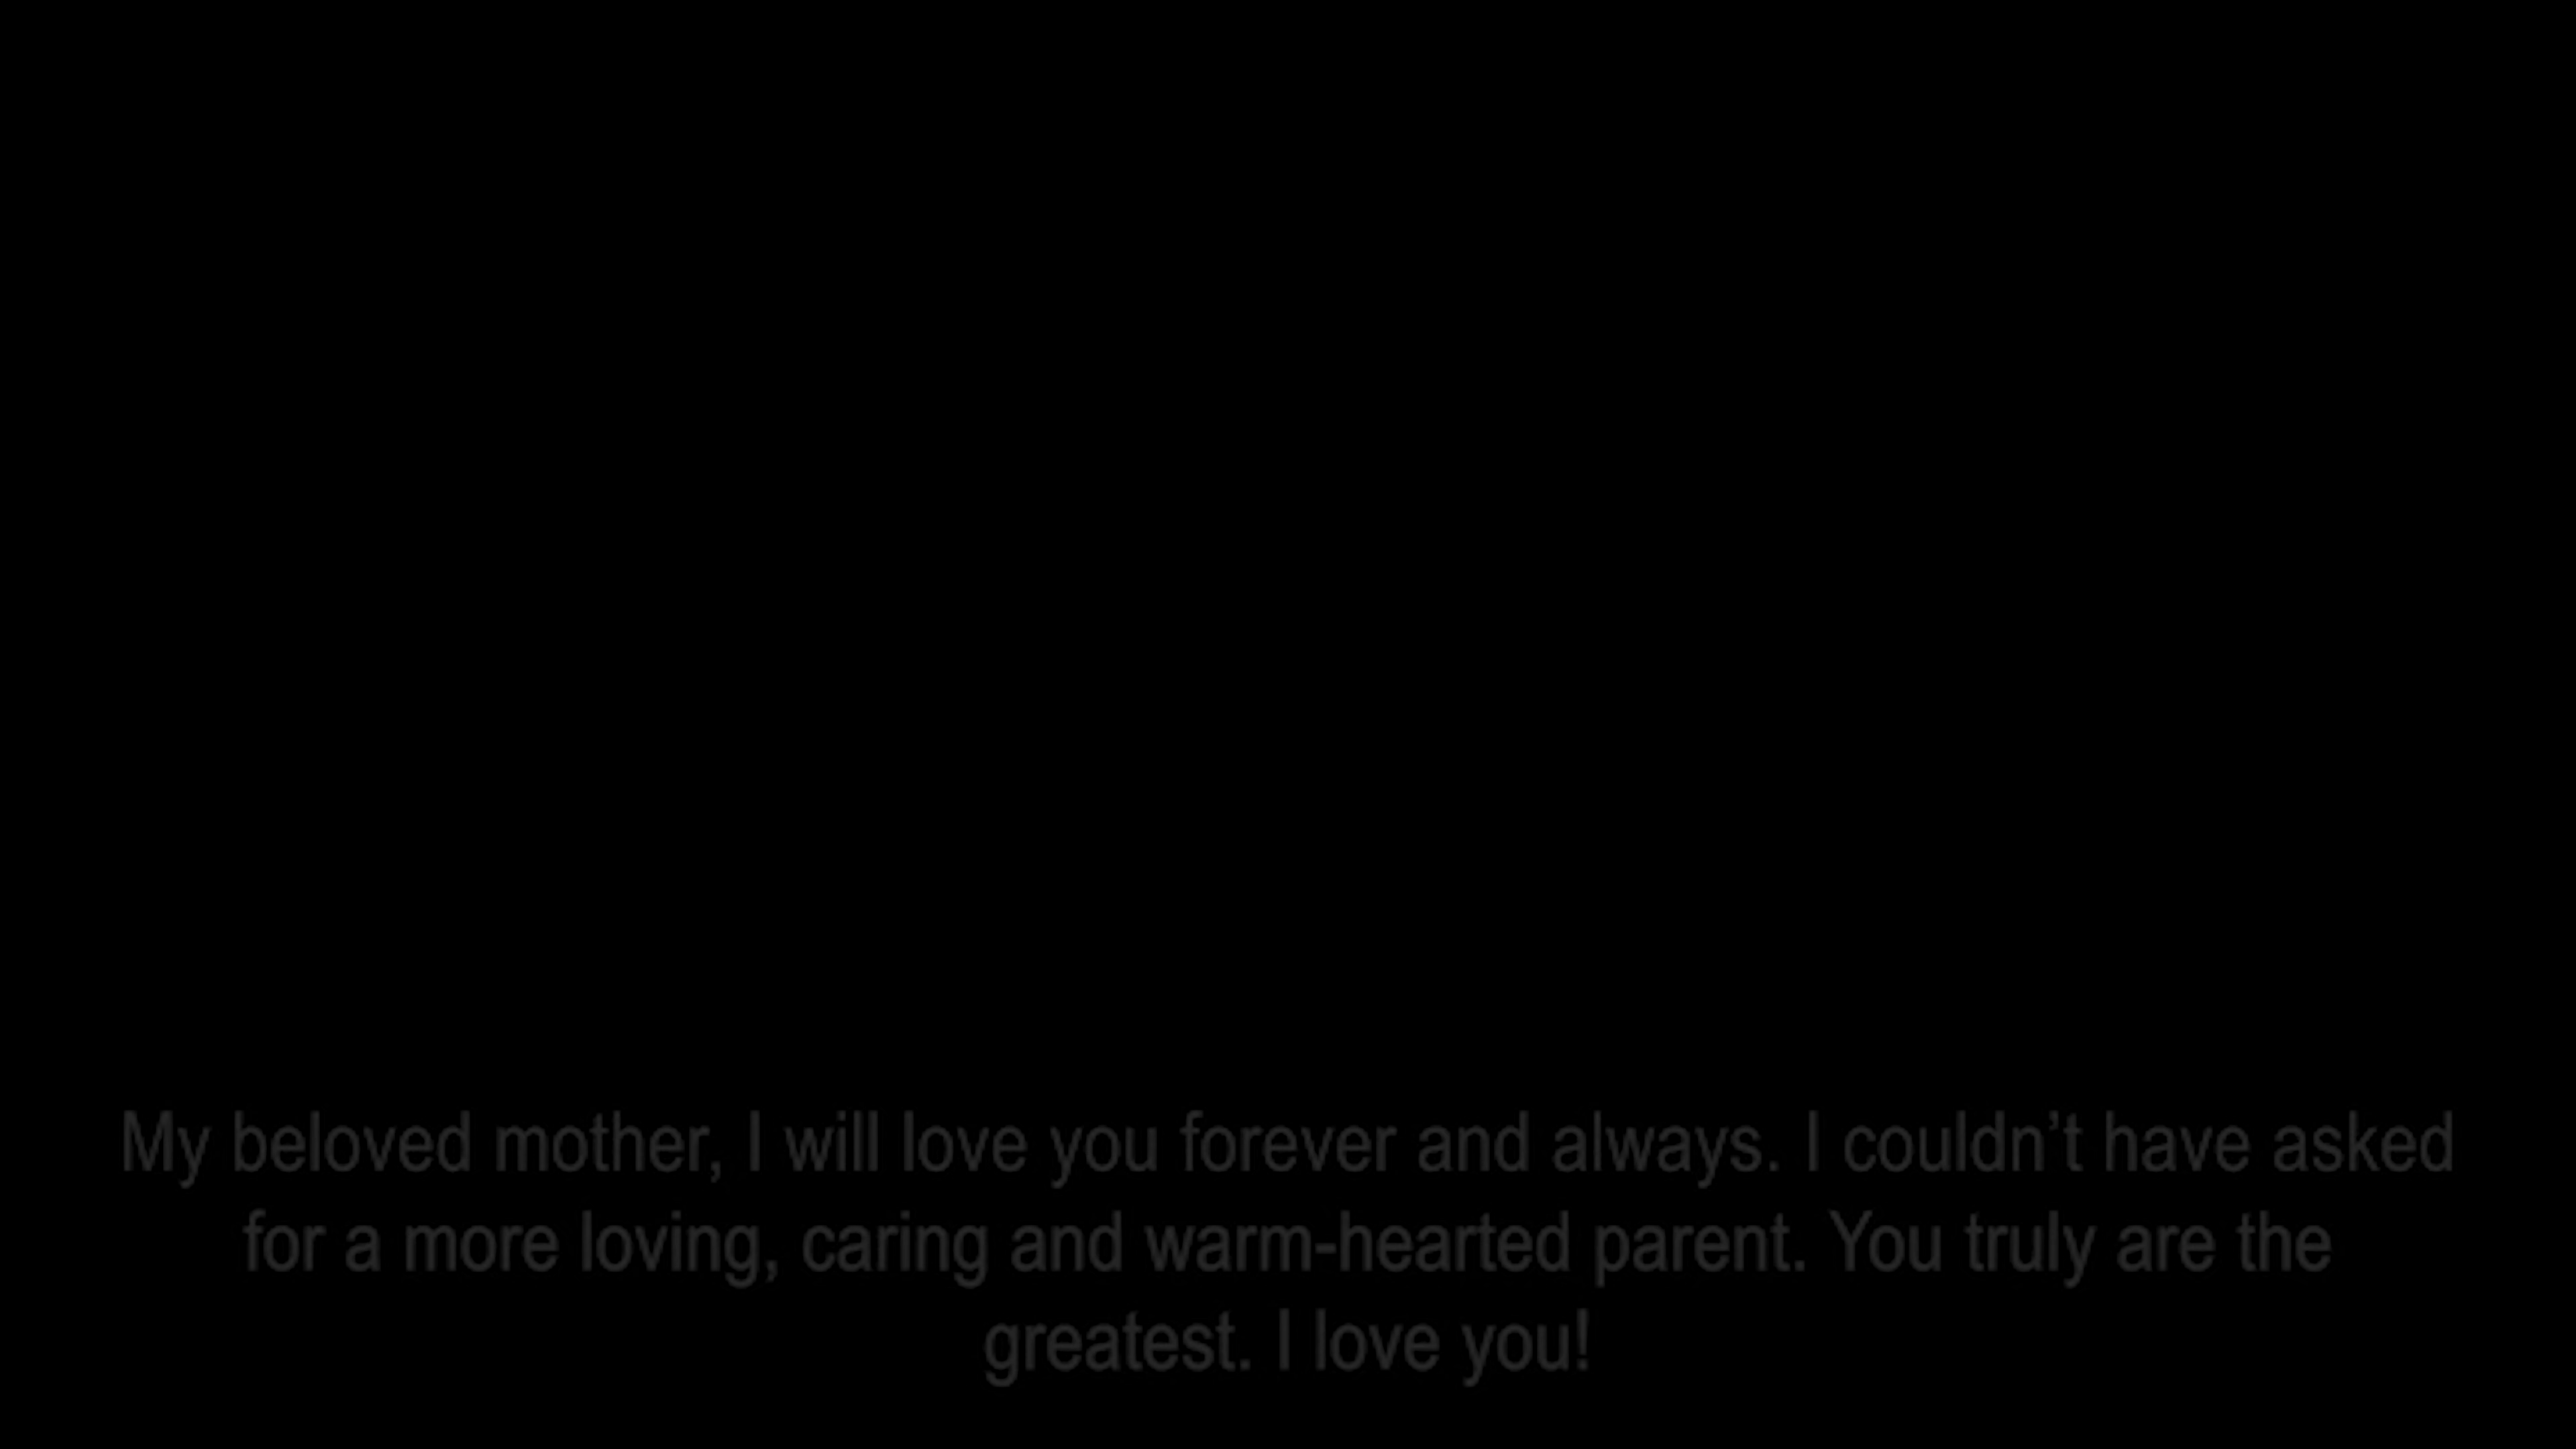 My beloved mother, I will love you forever and always. I couldn’t have asked
for a more loving, caring and warm-hearted parent. You truly are the
greatest. I love you!